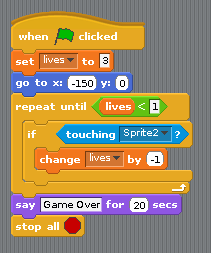 when clicked
set lives to 3
go to x: -150 y: 0
repeat until lives < 1
if touching Sprite2 ?
change lives by -1
say Game Over for 20 secs
stop all